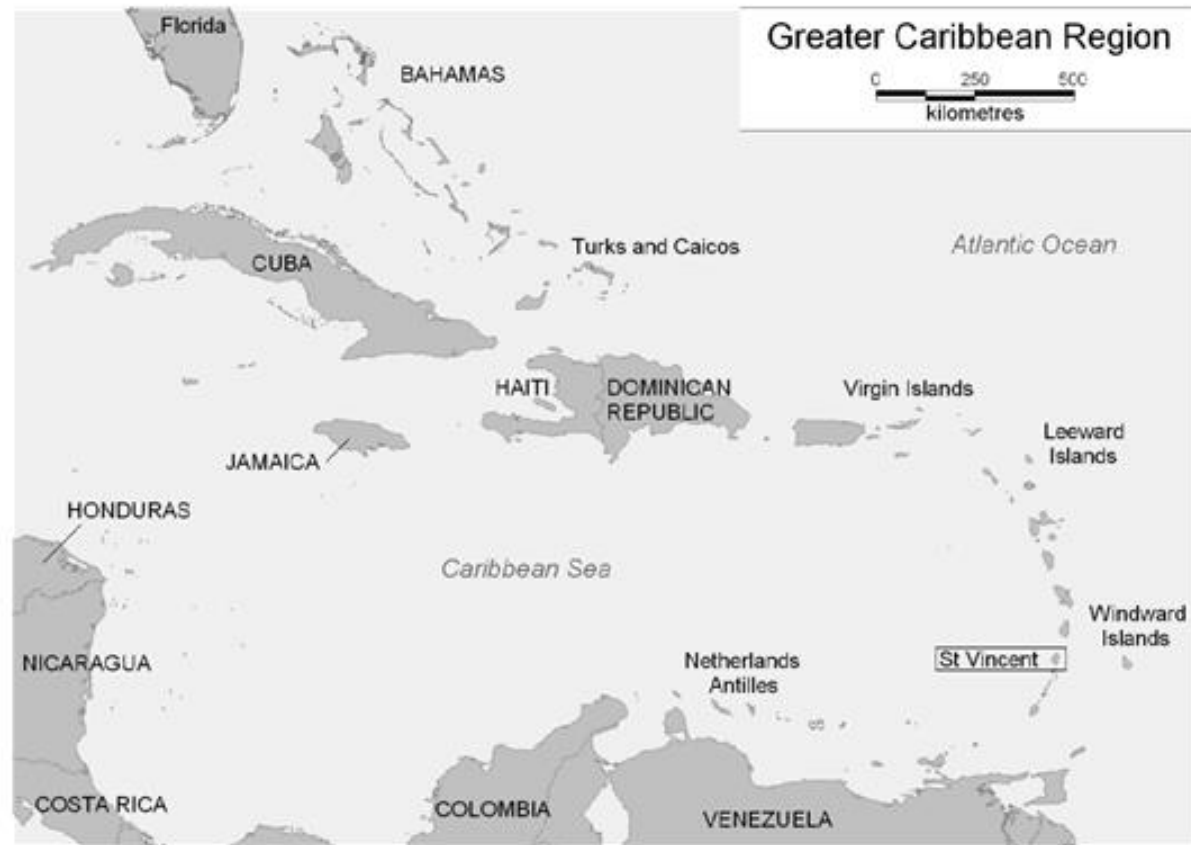 Florida
Greater Caribbean Region
0 250 500
kilometres
BAHAMAS
Turks and Caicos
Atlantic Ocean
CUBA
HAITI
DOMINICAN
REPUBLIC
Virgin Islands
Leeward
Islands
JAMAICA
HONDURAS
Caribbean Sea
Windward
Islands
NICARAGUA
St Vincent
Netherlands
Antilles
COSTA RICA
COLOMBIA
VENEZUELA